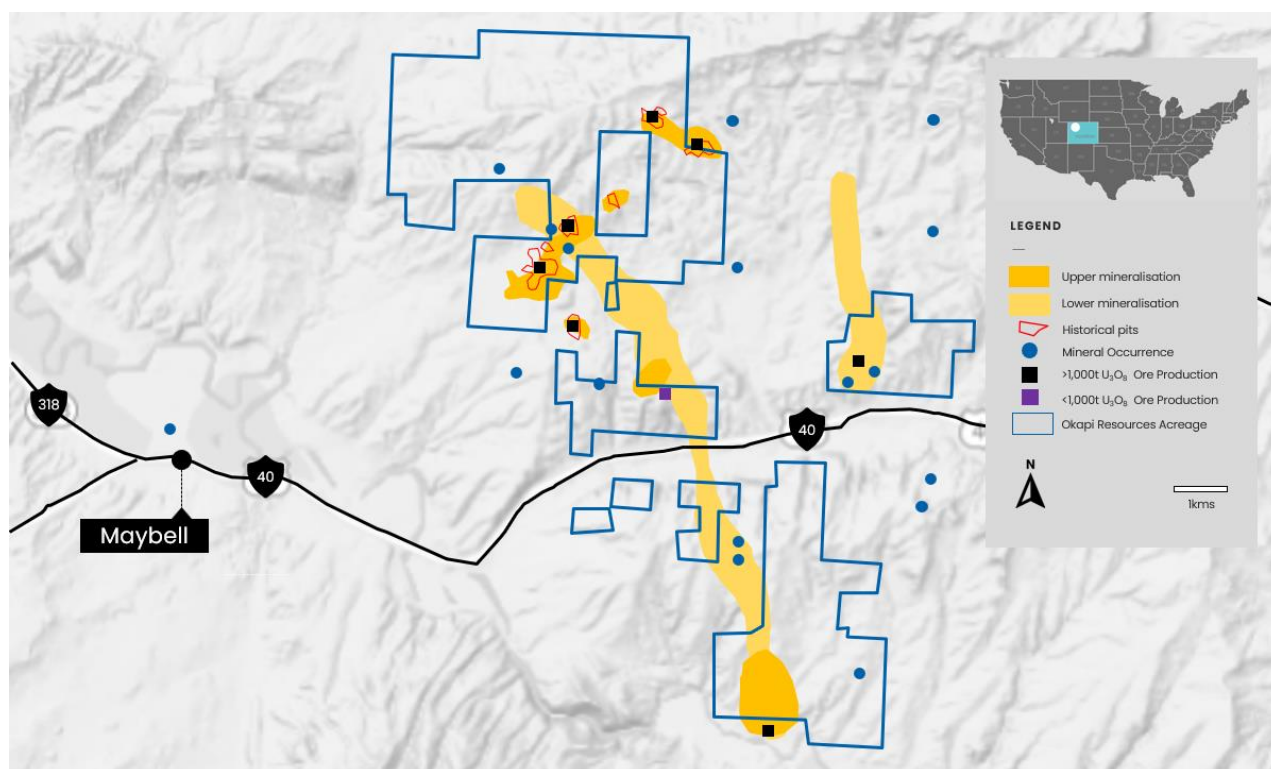 LEGEND
Upper mineralisation
Lower mineralisation
Historical pits
Mineral Occurrence
>1,000t U₃O₈ Ore Production
<1,000t U₃O₈ Ore Production
Okapi Resources Acreage
N
1kms
318
40
40
Maybell